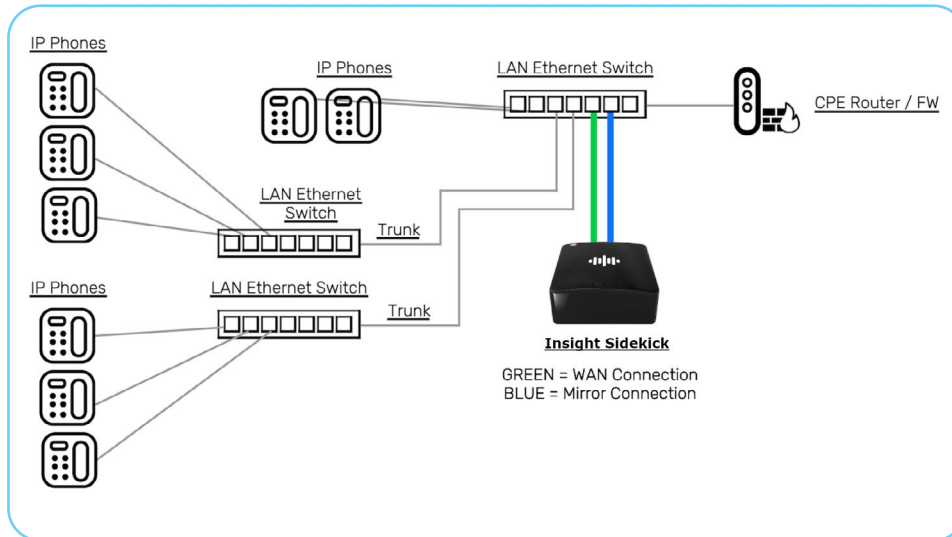 IP Phones
IP Phones
LAN Ethernet Switch
CPE Router / FW
LAN Ethernet
Switch
Trunk
IP Phones
LAN Ethernet Switch
Trunk
Insight Sidekick
GREEN = WAN Connection
BLUE = Mirror Connection